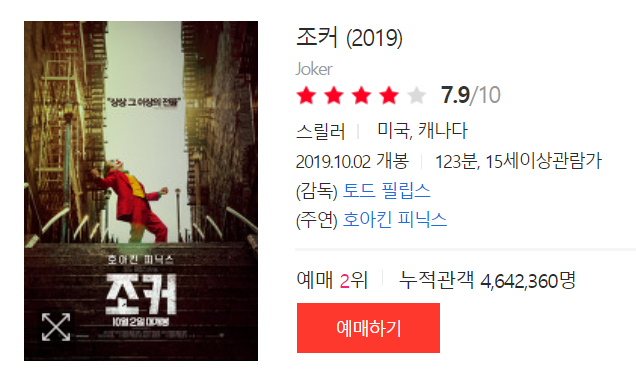 "상상 그 이상의 전율"
호아킨 피닉스
조커
10월 2일 대개봉
조커 (2019)
Joker
7.9/10
스릴러 | 미국, 캐나다
2019.10.02 개봉 | 123분, 15세이상관람가
(감독) 토드 필립스
(주연) 호아킨 피닉스
예매 2위 | 누적관객 4,642,360명
예매하기